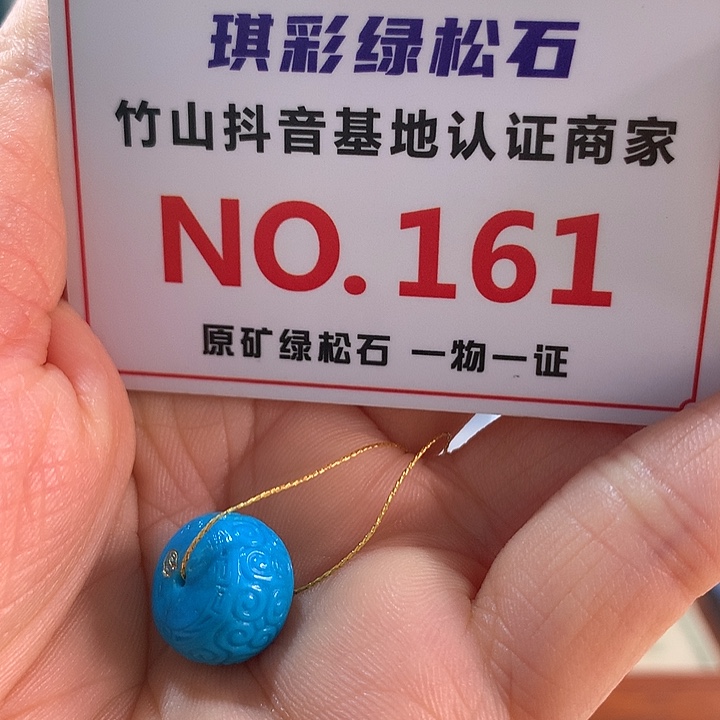 琪彩绿松石
竹山抖音基地认证商家
NO.161
原矿绿松石 一物一证